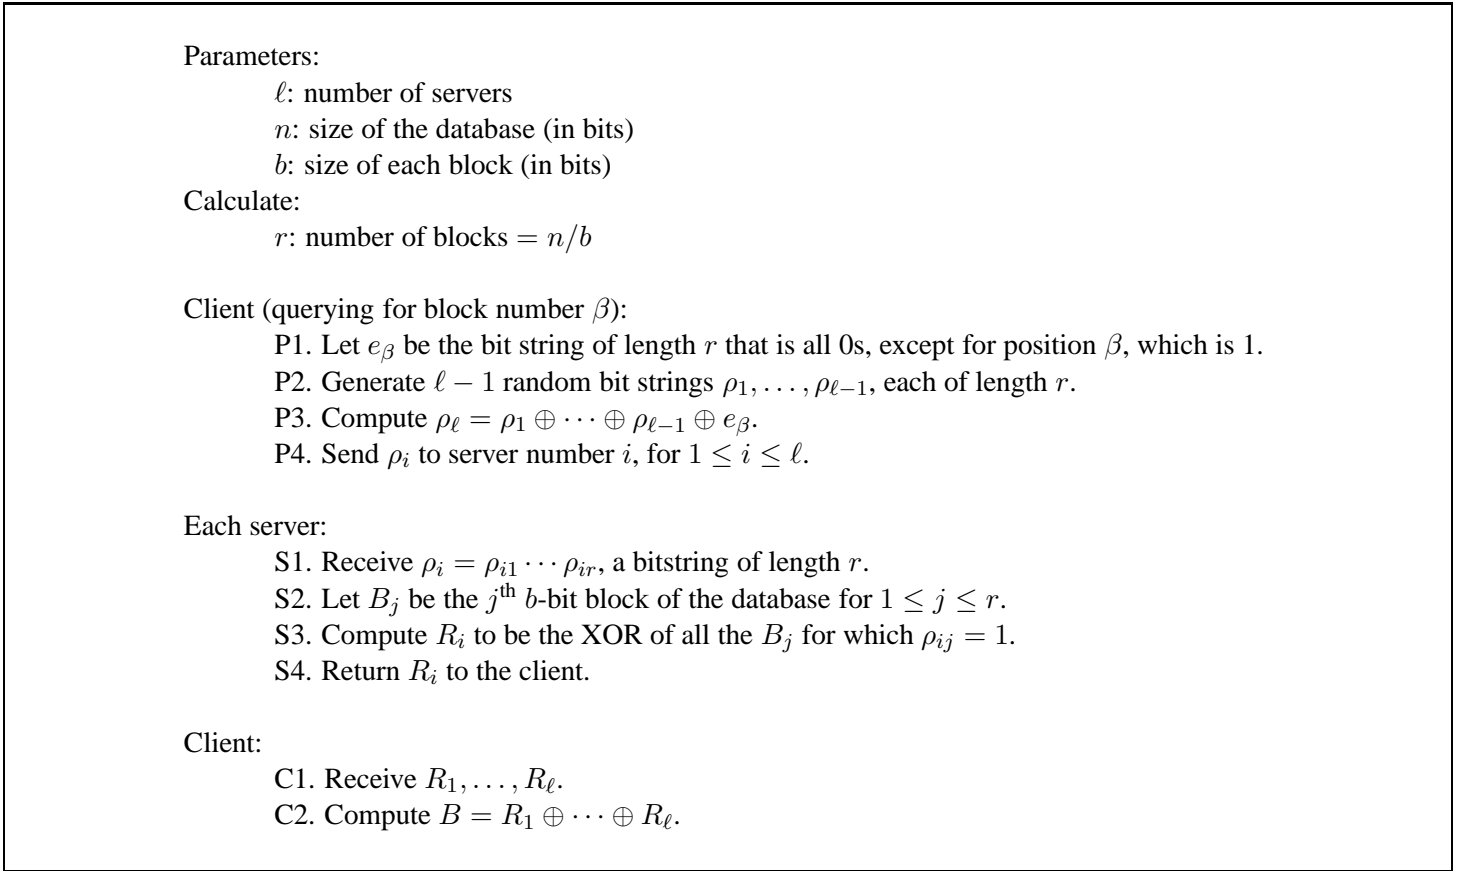 Parameters:
ℓ: number of servers
n: size of the database (in bits)
b: size of each block (in bits)
Calculate:
r: number of blocks = n/b
Client (querying for block number β):
P1. Let e_β be the bit string of length r that is all 0s, except for position β, which is 1.
P2. Generate ℓ − 1 random bit strings ρ_1, . . . , ρ_{ℓ−1}, each of length r.
P3. Compute ρ_ℓ = ρ_1 ⊕ · · · ⊕ ρ_{ℓ−1} ⊕ e_β.
P4. Send ρ_i to server number i, for 1 ≤ i ≤ ℓ.
Each server:
S1. Receive ρ_i = ρ_{i1} · · · ρ_{ir}, a bitstring of length r.
S2. Let B_j be the j^th b-bit block of the database for 1 ≤ j ≤ r.
S3. Compute R_i to be the XOR of all the B_j for which ρ_{ij} = 1.
S4. Return R_i to the client.
Client:
C1. Receive R_1, . . . , R_ℓ.
C2. Compute B = R_1 ⊕ · · · ⊕ R_ℓ.